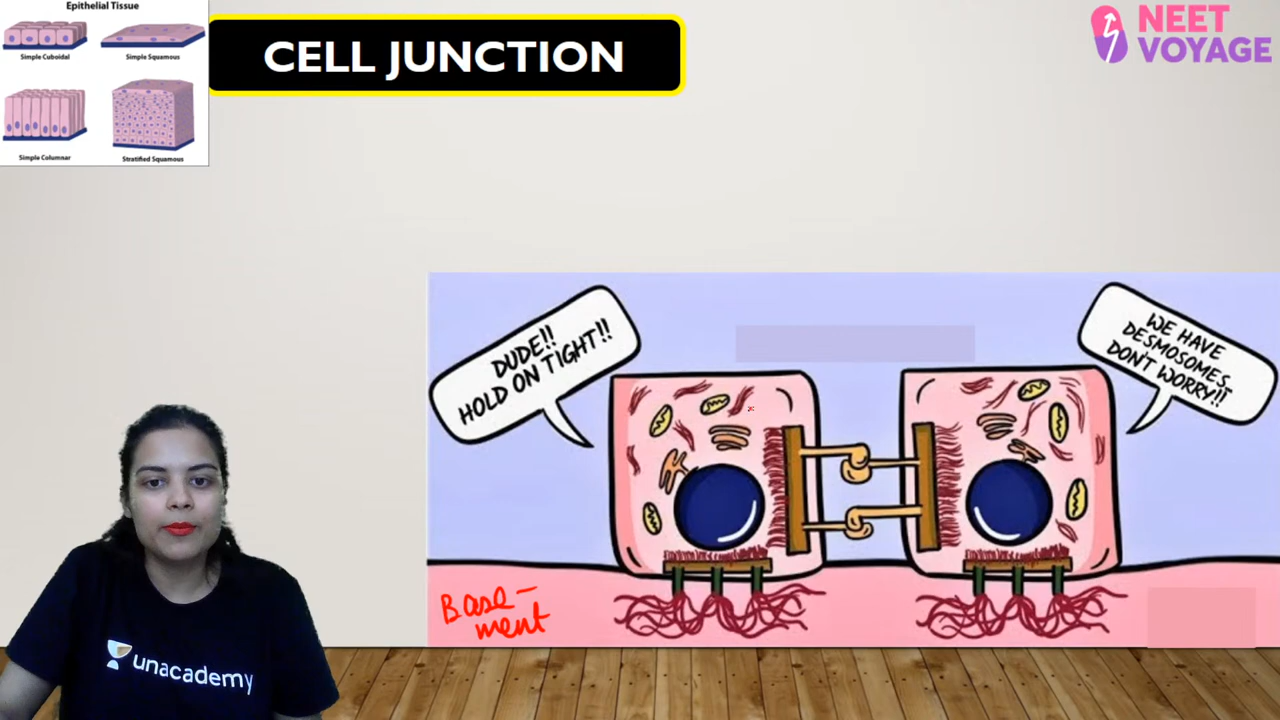 Epithelial Tissue
Simple Cuboidal
Simple Squamous
Simple Columnar
Stratified Squamous
CELL JUNCTION
NEET
VOYAGE
DUDE!!
HOLD ON TIGHT!!
WE HAVE
DESMOSOMES.
DON'T WORRY!!
Base-
ment
unacademy